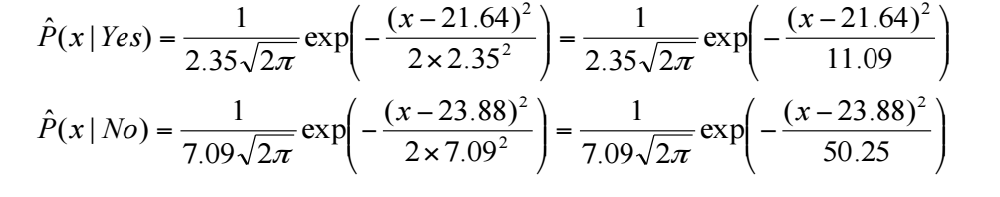 P̂(x | Yes) = 1/(2.35√(2π)) exp(−(x−21.64)²/(2×2.35²)) = 1/(2.35√(2π)) exp(−(x−21.64)²/11.09)
P̂(x | No) = 1/(7.09√(2π)) exp(−(x−23.88)²/(2×7.09²)) = 1/(7.09√(2π)) exp(−(x−23.88)²/50.25)